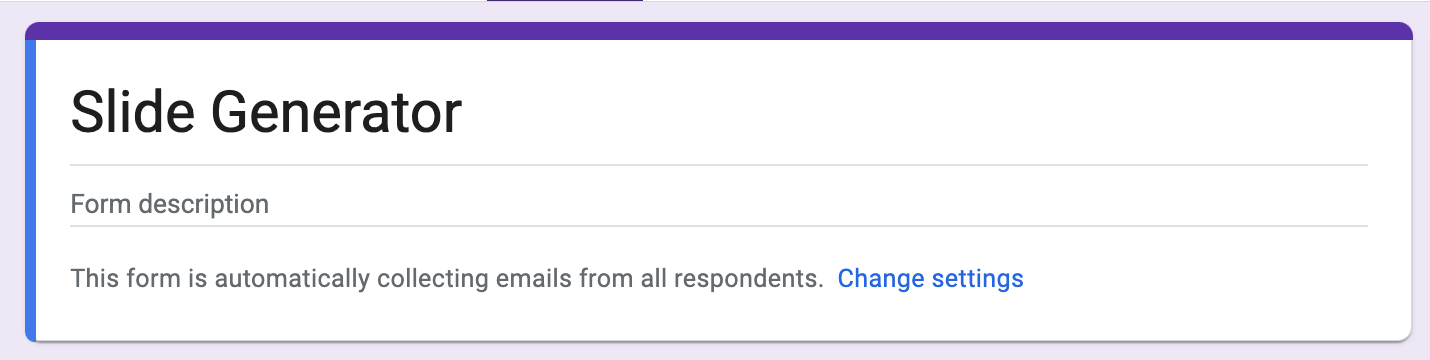 Slide Generator
Form description
This form is automatically collecting emails from all respondents. Change settings